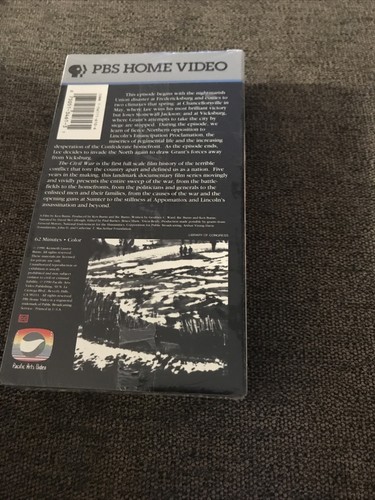 PBS HOME VIDEO
This episode begins with the nightmarish
Union disaster at Fredericksburg and comes to
two climaxes that spring: at Chancellorsville in
May, where Lee wins his most brilliant victory
but loses Stonewall Jackson; and at Vicksburg,
where Grant's attempts to take the city by
siege are stopped. During the episode, we
learn of fierce Northern opposition to
Lincoln's Emancipation Proclamation, the
miseries of regimental life and the increasing
desperation of the Confederate homefront. As the episode ends,
Lee decides to invade the North again to draw Grant's forces away
from Vicksburg.
The Civil War is the first full scale film history of the terrible
conflict that tore the country apart and defined us as a nation. Five
years in the making, this landmark documentary film series movingly
and vividly presents the entire sweep of the war, from the battle-
fields to the homefronts, from the politicians and generals to the
enlisted men and their families, from the causes of the war and the
opening guns at Sumter to the stillness at Appomattox and Lincoln's
assassination and beyond.
62 Minutes • Color
LIBRARY OF CONGRESS
Printed in U.S.A.
Pacific Arts Video